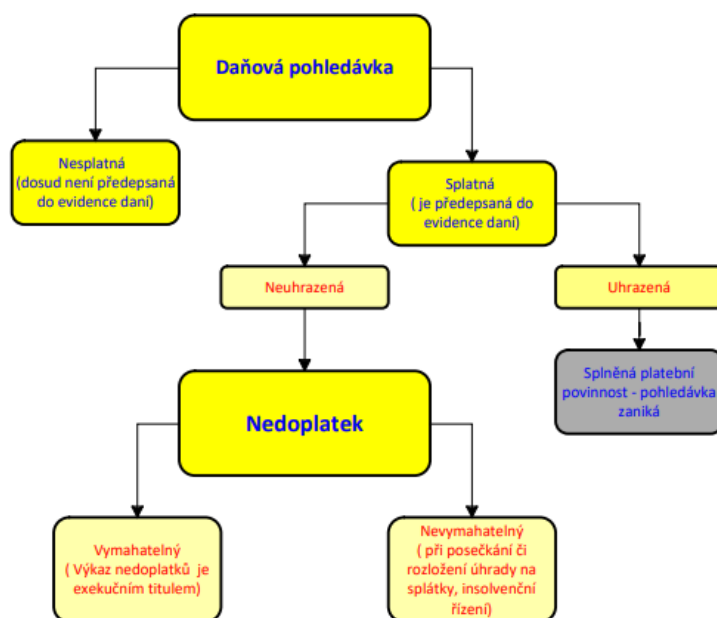 Daňová pohledávka
Nesplatná
(dosud není předepsaná
do evidence daní)
Splatná
( je předepsaná do
evidence daní)
Neuhrazená
Uhrazená
Splněná platební
povinnost - pohledávka
zaniká
Nedoplatek
Vymahatelný
( Výkaz nedoplatků je
exekučním titulem)
Nevymahatelný
( při posečkání či
rozložení úhrady na
splátky, insolvenční
řízení)